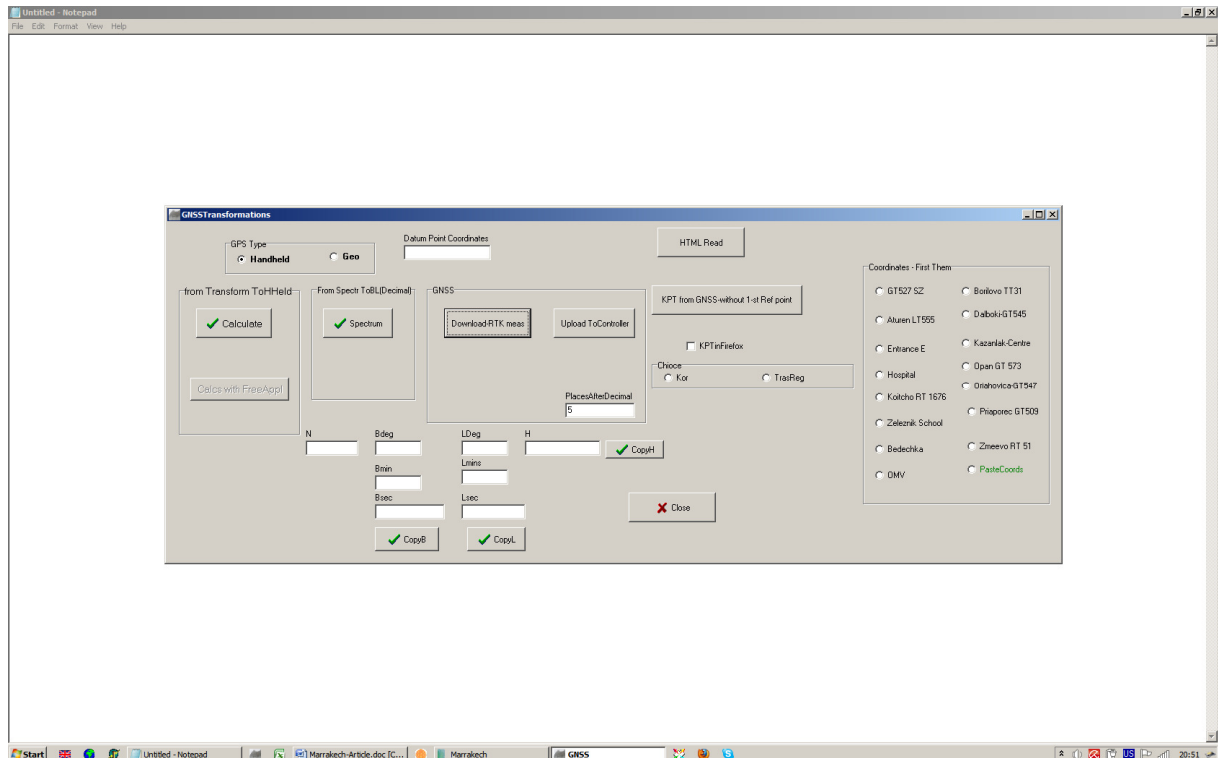 Untitled - Notepad
File Edit Format View Help
GNSSTransformations
GPS Type
Handheld
Geo
Datum Point Coordinates
HTML Read
from Transform ToHHeld
Calculate
Calcs with FreeAppl
From Spectr ToBL(Decimal)
Spectrum
GNSS
Download-RTK meas
Upload ToController
PlacesAfterDecimal
5
KPT from GNSS-without 1-st Ref point
KPTinFirefox
Chioce
Kor
TrasReg
Coordinates - First Them
GT527 SZ
Aturen LT555
Entrance E
Hospital
Koitcho RT 1676
Zeleznik School
Bedechka
OMV
Borilovo TT31
Dalboki-GT545
Kazanlak-Centre
Opan GT 573
Oriahovica-GT547
Priaporec GT509
Zmeevo RT 51
PasteCoords
N
Bdeg
LDeg
H
CopyH
Bmin
Lmins
Bsec
Lsec
CopyB
CopyL
Close
Start
Untitled - Notepad
Marrakech-Article.doc [C...
Marrakech
GNSS
US
20:51